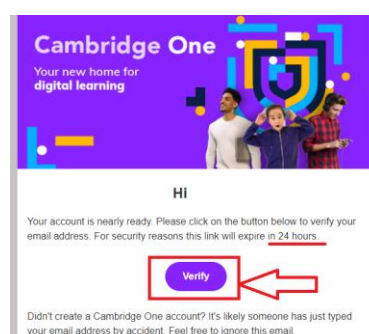 Cambridge One
Your new home for
digital learning
Hi
Your account is nearly ready. Please click on the button below to verify your
email address. For security reasons this link will expire in 24 hours.
Verify
Didn't create a Cambridge One account? It's likely someone has just typed
your email address by accident. Feel free to ignore this email.